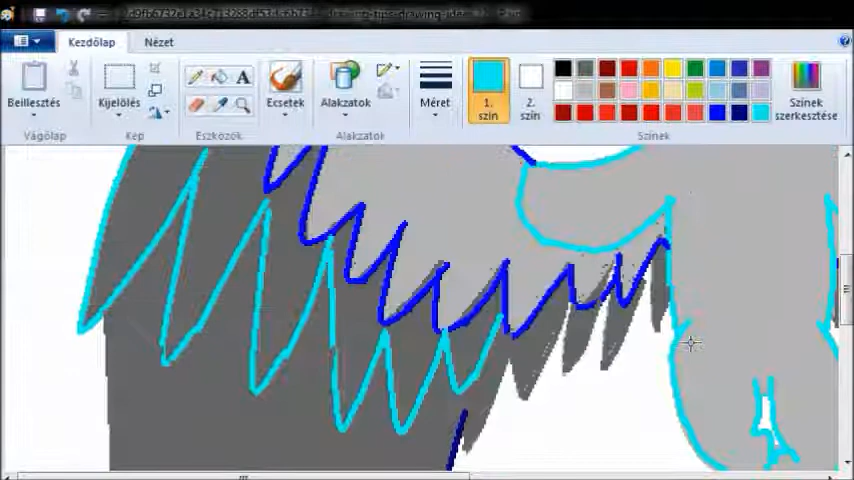 Kezdőlap Nézet
Beillesztés
Kijelölés
A
Ecsetek
Alakzatok
Méret
1.
szín
2.
szín
Színek
szerkesztése
Vágólap Kép Eszközök Alakzatok Színek